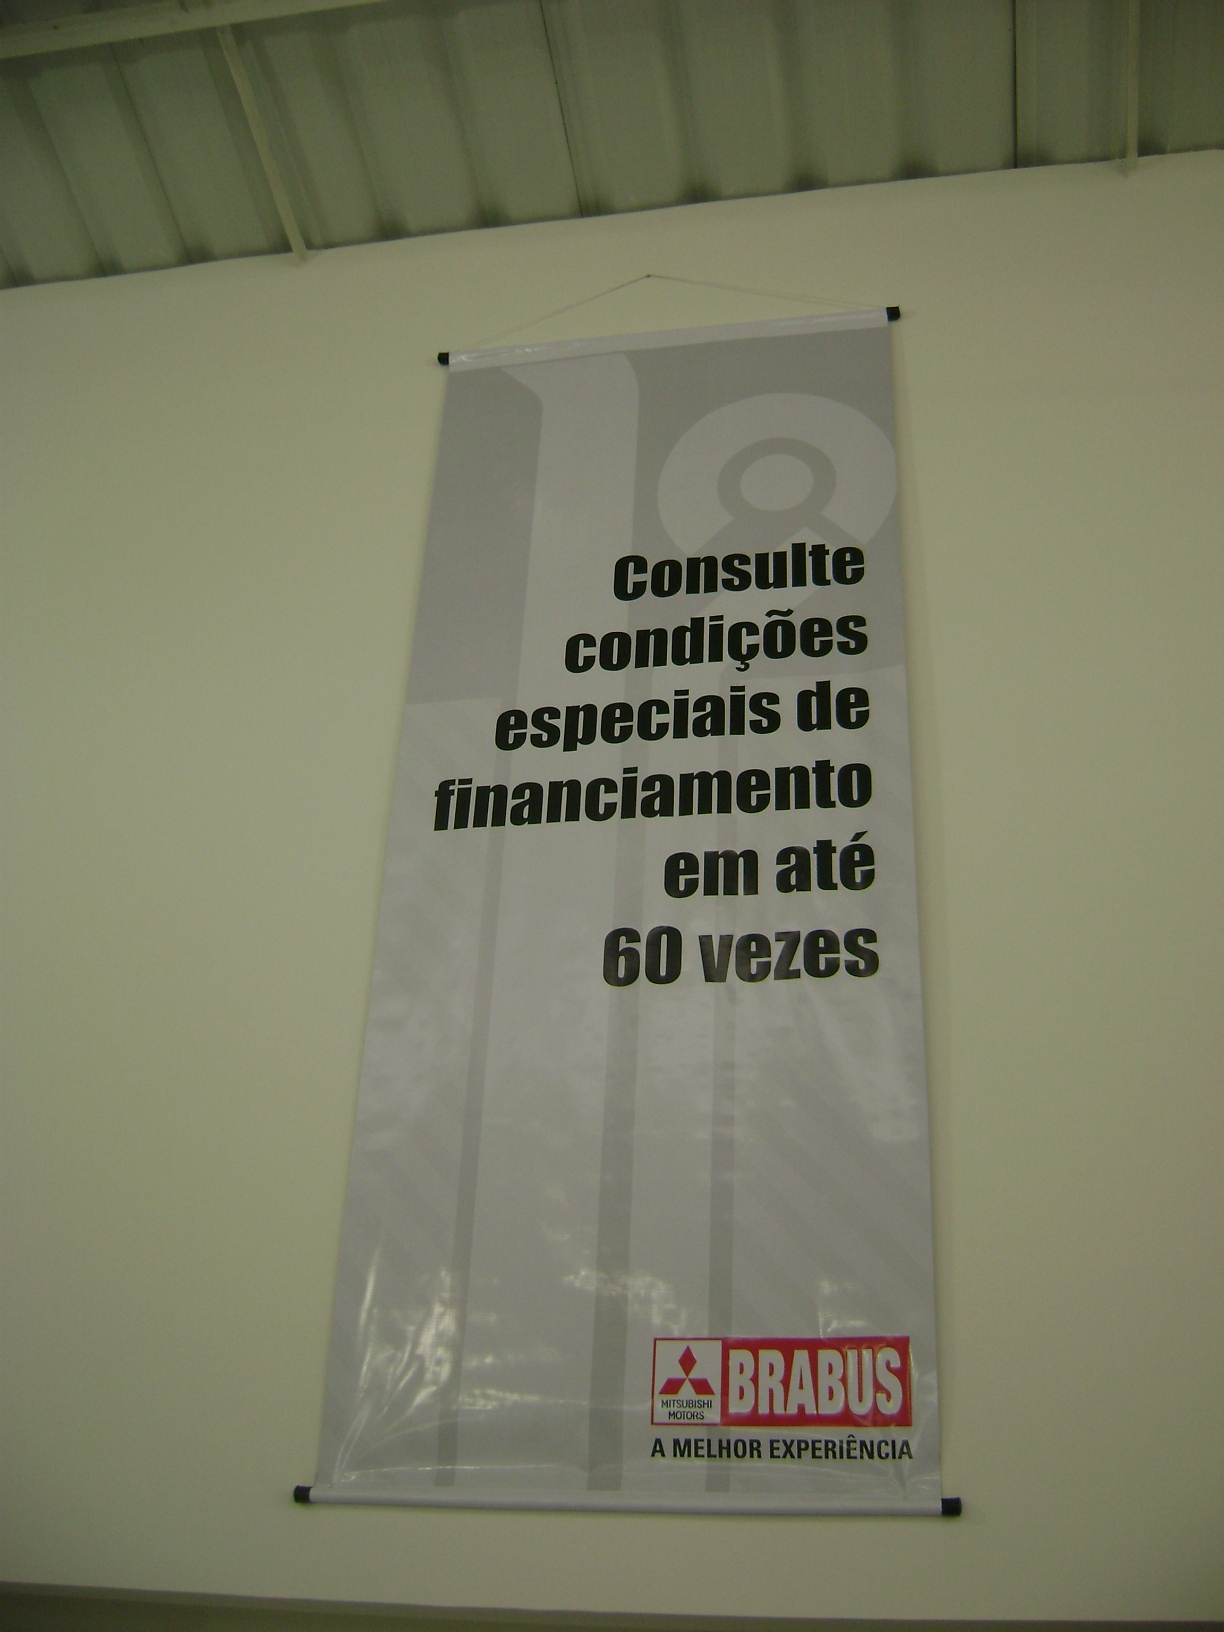 Consulte
condições
especiais de
financiamento
em até
60 vezes
MITSUBISHI
MOTORS
BRABUS
A MELHOR EXPERIÊNCIA